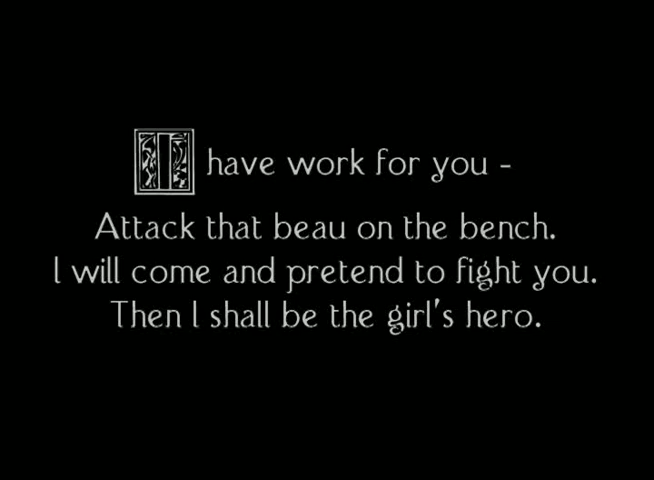 I have work for you -
Attack that beau on the bench.
I will come and pretend to fight you.
Then I shall be the girl's hero.